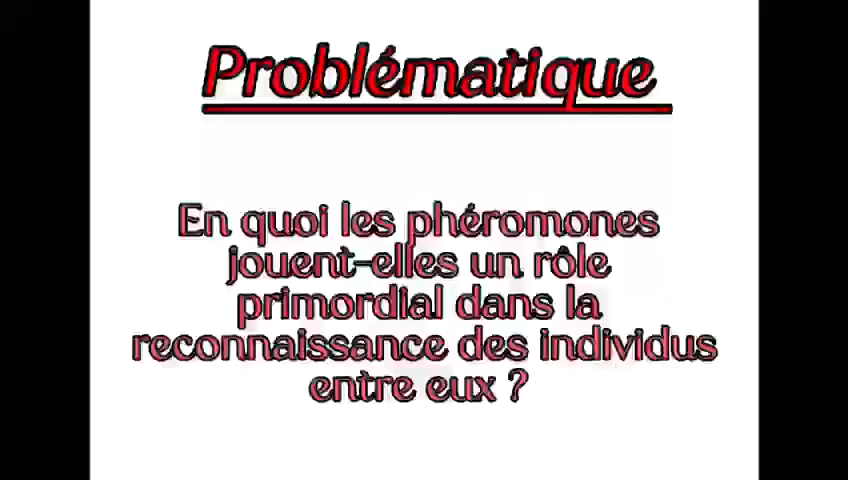 Problématique
En quoi les phéromones
jouent-elles un rôle
primordial dans la
reconnaissance des individus
entre eux ?